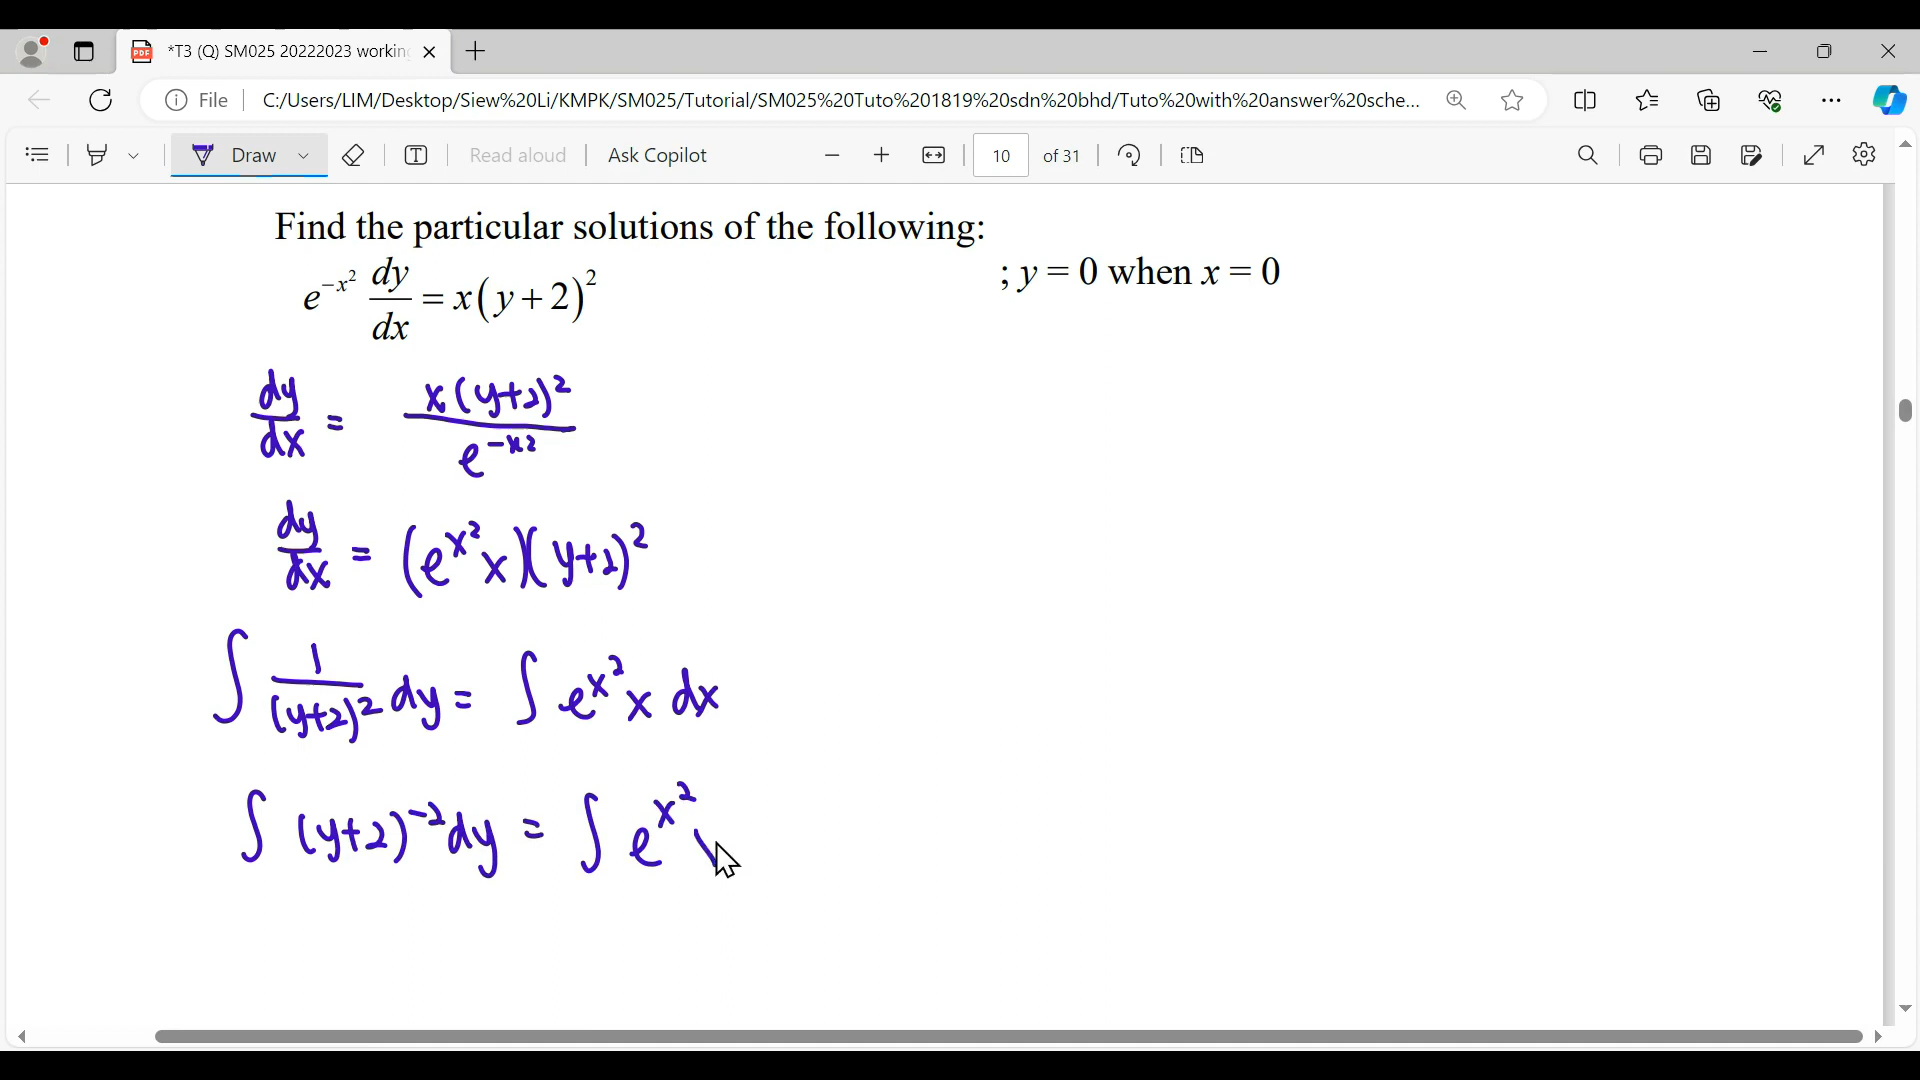 *T3 (Q) SM025 20222023 workin
File C:/Users/LIM/Desktop/Siew%20Li/KMPK/SM025/Tutorial/SM025%20Tuto%201819%20sdn%20bhd/Tuto%20with%20answer%20sche...
Draw Read aloud Ask Copilot 10 of 31
Find the particular solutions of the following:
e^{-x^2} dy/dx = x(y+2)^2 ; y = 0 when x = 0
dy/dx = x(y+2)^2 / e^{-x^2}
dy/dx = (e^{x^2} x)(y+2)^2
∫ 1/(y+2)^2 dy = ∫ e^{x^2} x dx
∫ (y+2)^{-2} dy = ∫ e^{x^2}